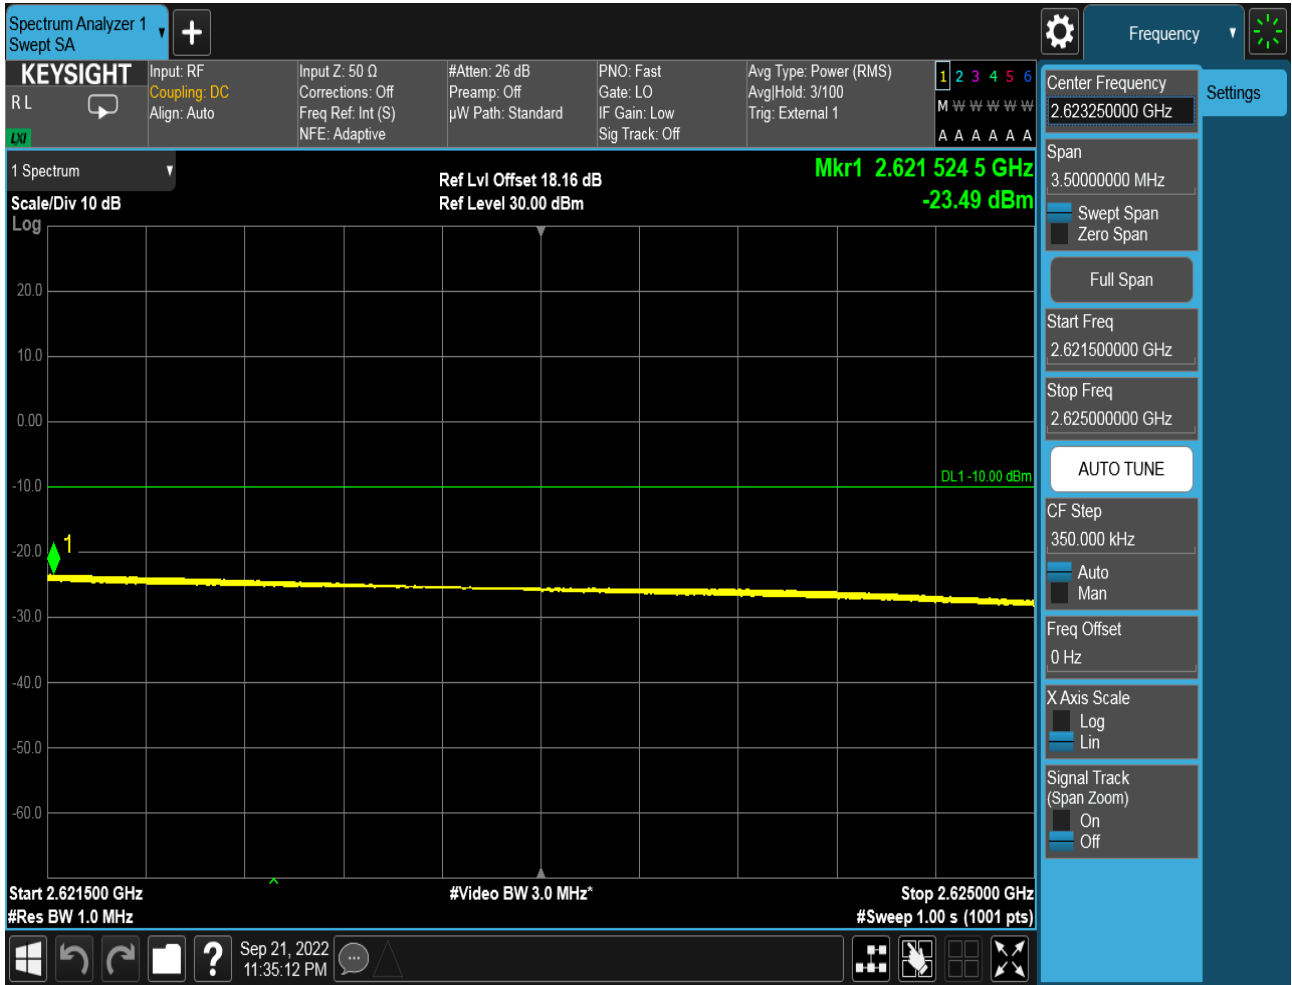 Spectrum Analyzer 1
Swept SA
Frequency
KEYSIGHT
R L
LXI
Input: RF
Coupling: DC
Align: Auto
Input Z: 50 Ω
Corrections: Off
Freq Ref: Int (S)
NFE: Adaptive
#Atten: 26 dB
Preamp: Off
µW Path: Standard
PNO: Fast
Gate: LO
IF Gain: Low
Sig Track: Off
Avg Type: Power (RMS)
Avg|Hold: 3/100
Trig: External 1
1 2 3 4 5 6
M W W W W W
A A A A A A
1 Spectrum
Scale/Div 10 dB
Log
Ref Lvl Offset 18.16 dB
Ref Level 30.00 dBm
Mkr1 2.621 524 5 GHz
-23.49 dBm
20.0
10.0
0.00
-10.0
DL1 -10.00 dBm
1
-20.0
-30.0
-40.0
-50.0
-60.0
Start 2.621500 GHz
#Video BW 3.0 MHz*
Stop 2.625000 GHz
#Res BW 1.0 MHz
#Sweep 1.00 s (1001 pts)
Sep 21, 2022
11:35:12 PM
?
Center Frequency
2.623250000 GHz
Settings
Span
3.50000000 MHz
Swept Span
Zero Span
Full Span
Start Freq
2.621500000 GHz
Stop Freq
2.625000000 GHz
AUTO TUNE
CF Step
350.000 kHz
Auto
Man
Freq Offset
0 Hz
X Axis Scale
Log
Lin
Signal Track
(Span Zoom)
On
Off